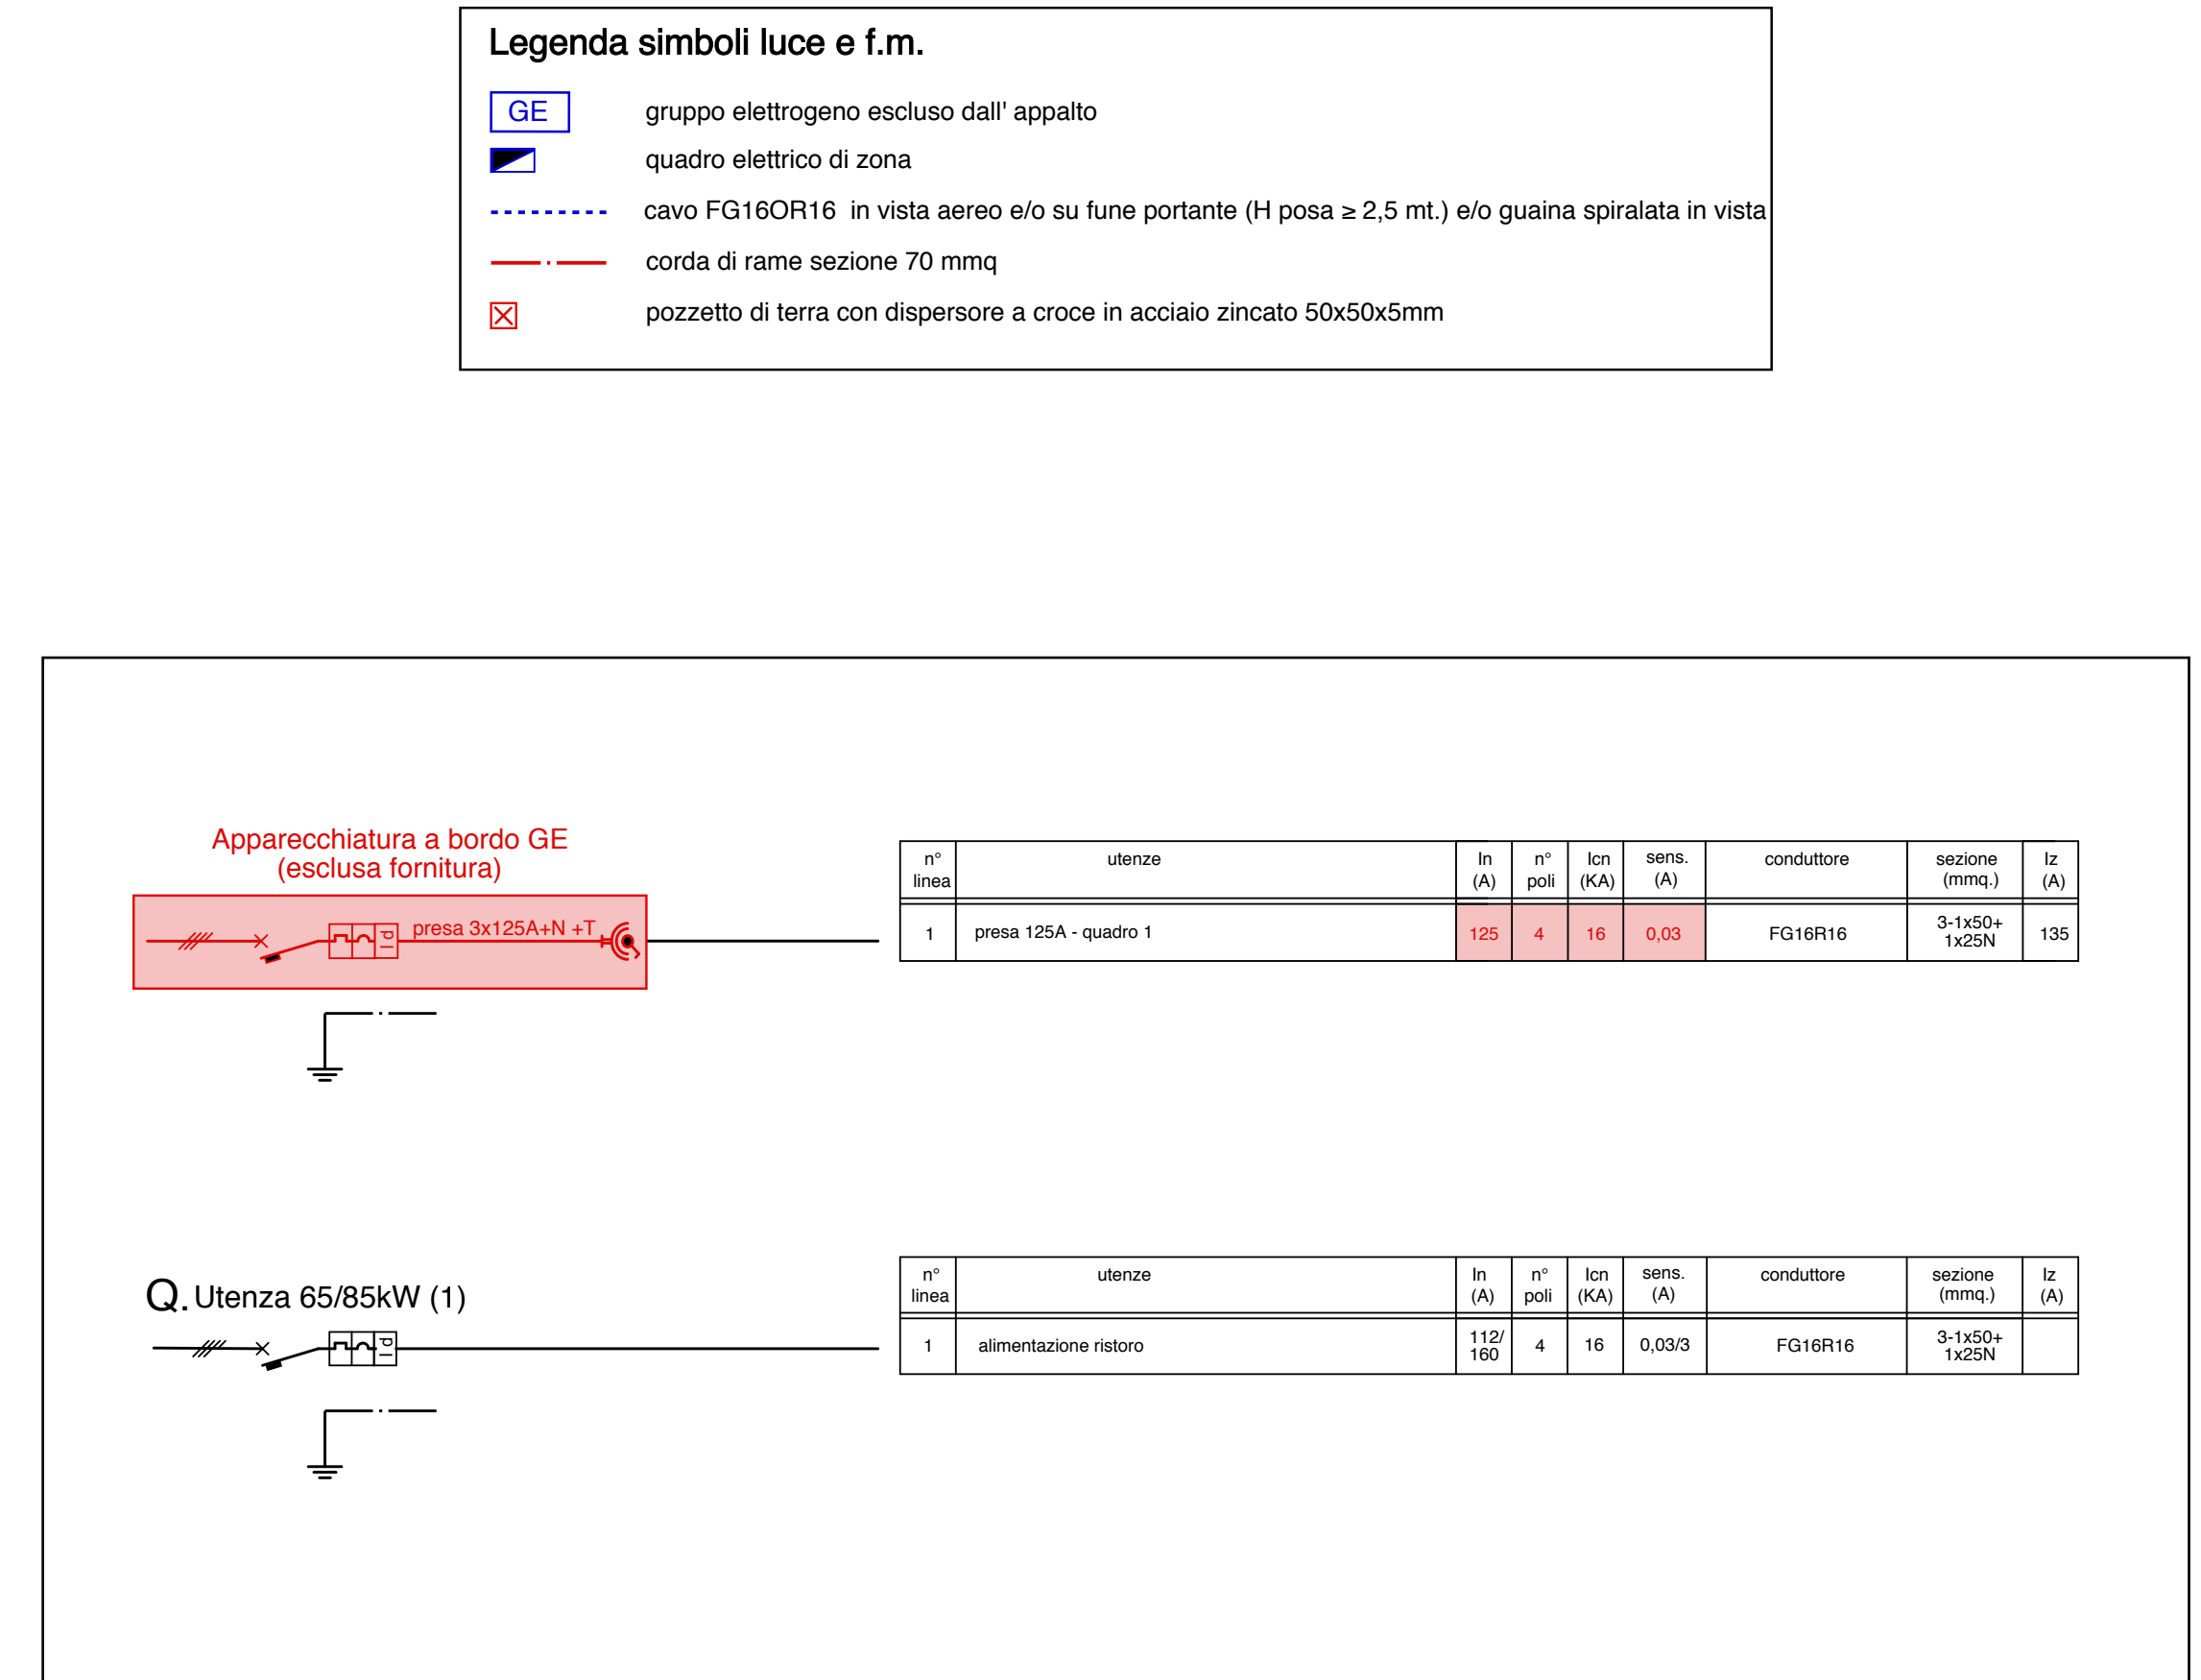 Legenda simboli luce e f.m.
GE gruppo elettrogeno escluso dall' appalto
quadro elettrico di zona
cavo FG16OR16 in vista aereo e/o su fune portante (H posa ≥ 2,5 mt.) e/o guaina spiralata in vista
corda di rame sezione 70 mmq
pozzetto di terra con dispersore a croce in acciaio zincato 50x50x5mm
Apparecchiatura a bordo GE
(esclusa fornitura)
presa 3x125A+N +T
Id
n° utenze In n° Icn sens. conduttore sezione Iz
linea (A) poli (KA) (A) (mmq.) (A)
1 presa 125A - quadro 1 125 4 16 0,03 FG16R16 3-1x50+ 135
1x25N
Q. Utenza 65/85kW (1)
Id
n° utenze In n° Icn sens. conduttore sezione Iz
linea (A) poli (KA) (A) (mmq.) (A)
1 alimentazione ristoro 112/ 4 16 0,03/3 FG16R16 3-1x50+
160 1x25N